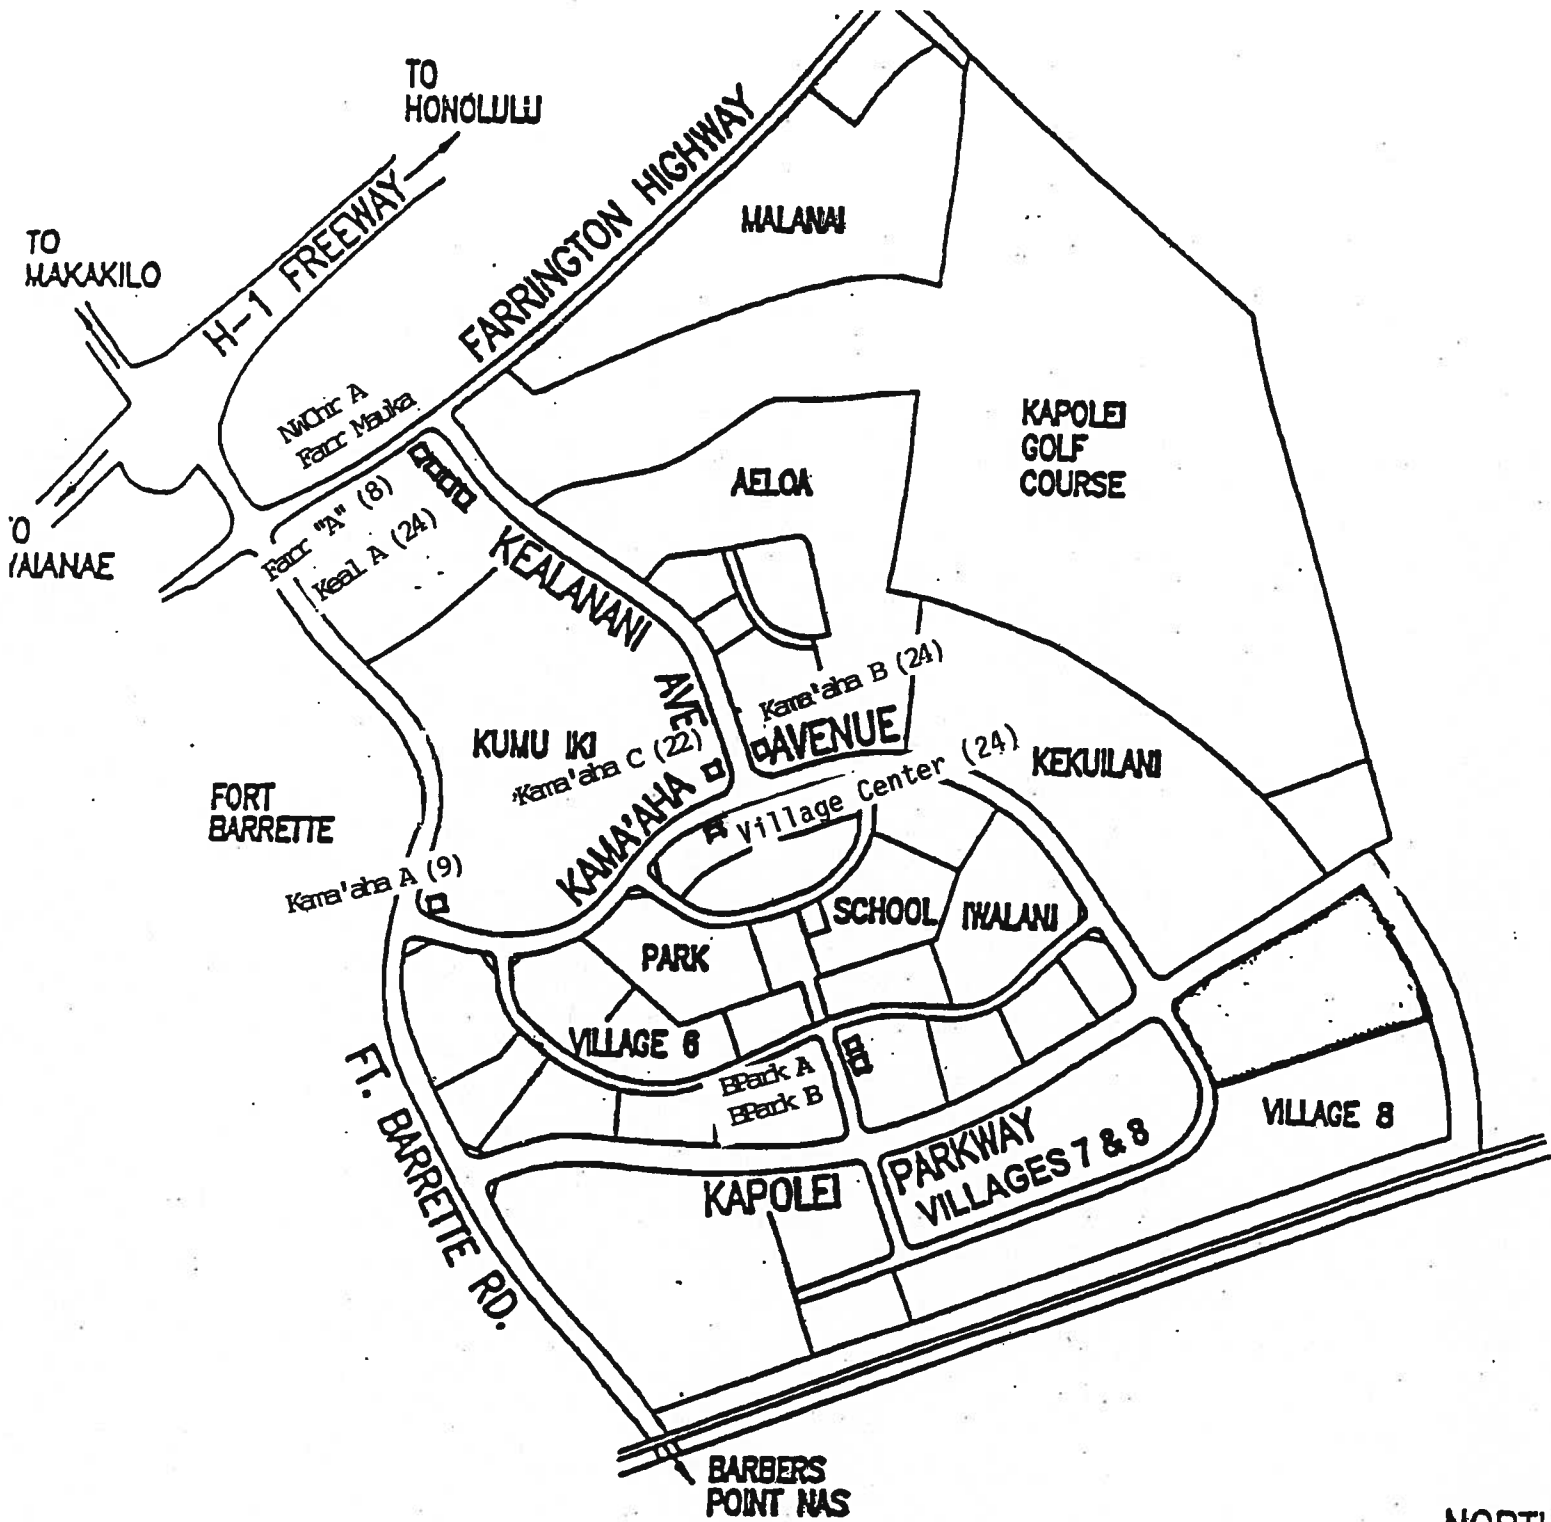 TO
HONOLULU
FARRINGTON HIGHWAY
H-1 FREEWAY
TO
MAKAKILO
MALANAI
NWCnr A
Farr Mauka
KAPOLEI
GOLF
COURSE
AELOA
Farr "A" (8)
Keal A (24)
KEALANANI
AVE
Kama'aha B (24)
AVENUE
KUMU IKI
Kama'aha C (22)
KAMA'AHA
Village Center (24)
KEKUILANI
FORT
BARRETTE
Kama'aha A (9)
SCHOOL
IWALANI
PARK
VILLAGE 6
BPark A
BPark B
FT. BARRETTE RD.
VILLAGE 8
KAPOLEI
PARKWAY
VILLAGES 7 & 8
BARBERS
POINT NAS